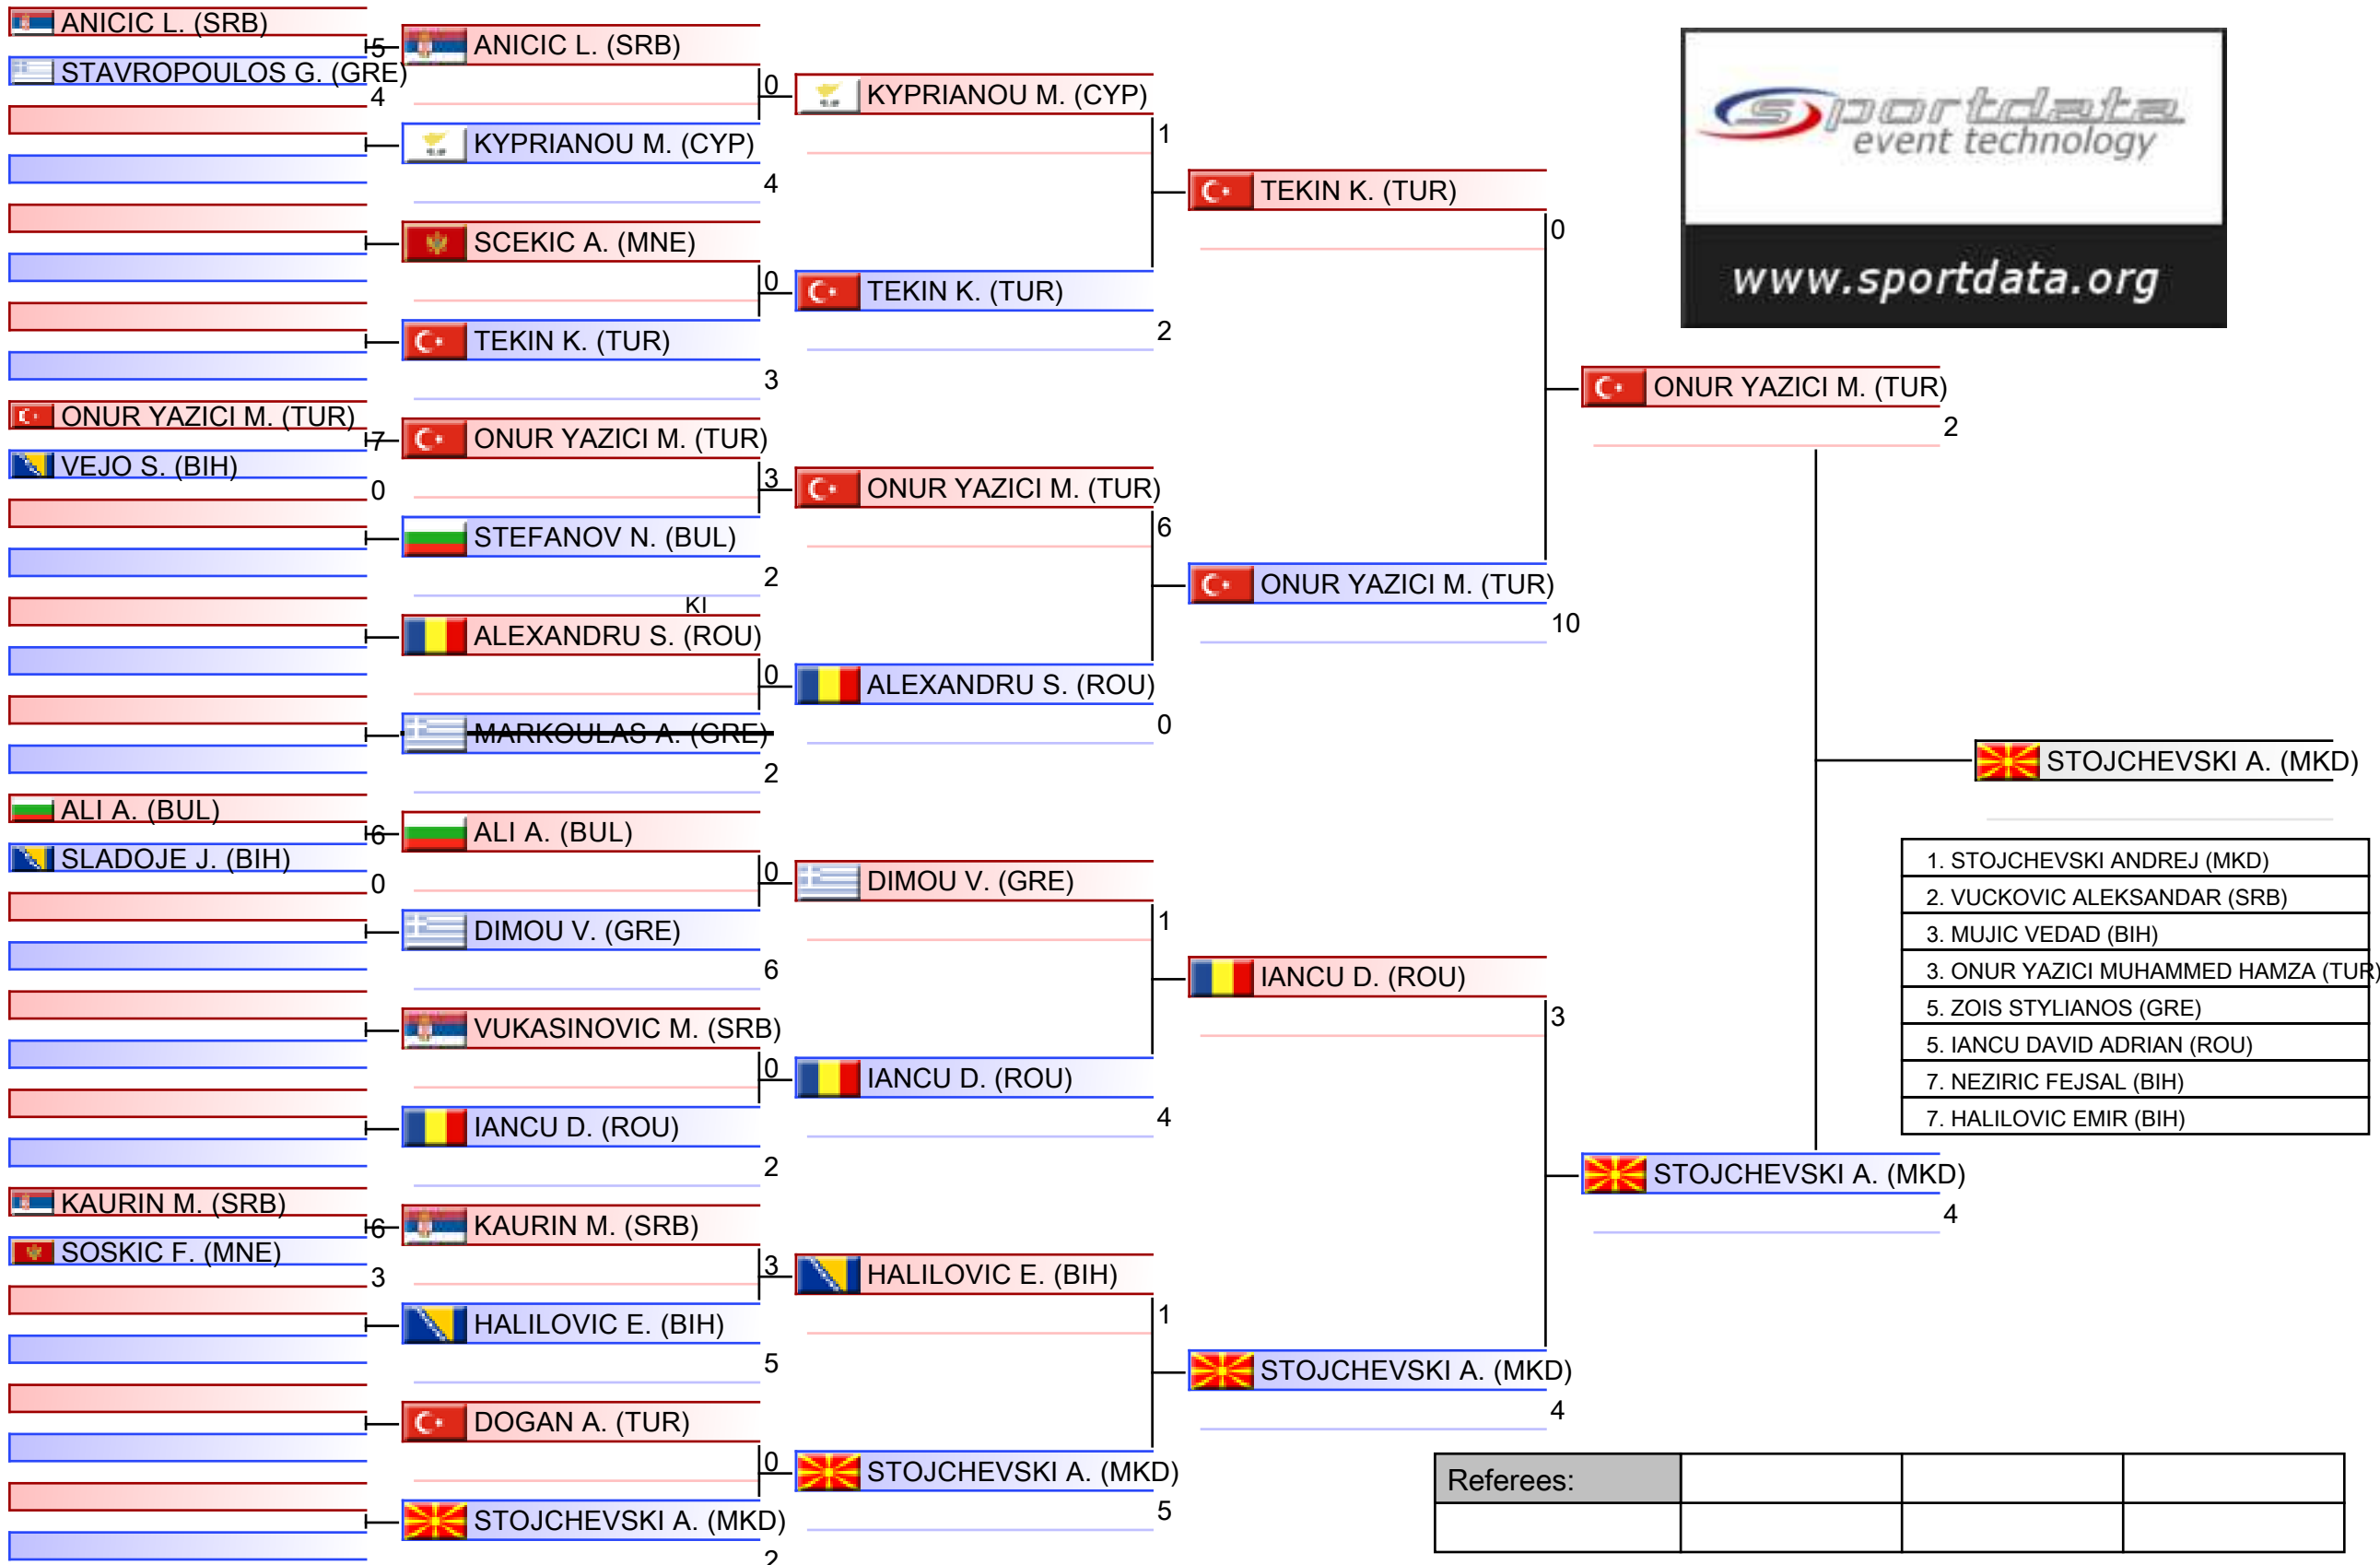 ANICIC L. (SRB)
5
STAVROPOULOS G. (GRE)
4
ONUR YAZICI M. (TUR)
7
VEJO S. (BIH)
0
ALI A. (BUL)
6
SLADOJE J. (BIH)
0
KAURIN M. (SRB)
6
SOSKIC F. (MNE)
3
ANICIC L. (SRB)
0
KYPRIANOU M. (CYP)
4
SCEKIC A. (MNE)
0
TEKIN K. (TUR)
3
ONUR YAZICI M. (TUR)
3
STEFANOV N. (BUL)
2
KI
ALEXANDRU S. (ROU)
0
MARKOULAS A. (GRE)
2
ALI A. (BUL)
0
DIMOU V. (GRE)
6
VUKASINOVIC M. (SRB)
0
IANCU D. (ROU)
2
KAURIN M. (SRB)
3
HALILOVIC E. (BIH)
5
DOGAN A. (TUR)
0
STOJCHEVSKI A. (MKD)
2
KYPRIANOU M. (CYP)
1
TEKIN K. (TUR)
2
ONUR YAZICI M. (TUR)
6
ALEXANDRU S. (ROU)
0
DIMOU V. (GRE)
1
IANCU D. (ROU)
4
HALILOVIC E. (BIH)
1
STOJCHEVSKI A. (MKD)
5
TEKIN K. (TUR)
0
ONUR YAZICI M. (TUR)
10
IANCU D. (ROU)
3
STOJCHEVSKI A. (MKD)
4
ONUR YAZICI M. (TUR)
2
STOJCHEVSKI A. (MKD)
4
STOJCHEVSKI A. (MKD)
sportdata
event technology
www.sportdata.org
1. STOJCHEVSKI ANDREJ (MKD)
2. VUCKOVIC ALEKSANDAR (SRB)
3. MUJIC VEDAD (BIH)
3. ONUR YAZICI MUHAMMED HAMZA (TUR)
5. ZOIS STYLIANOS (GRE)
5. IANCU DAVID ADRIAN (ROU)
7. NEZIRIC FEJSAL (BIH)
7. HALILOVIC EMIR (BIH)
Referees: